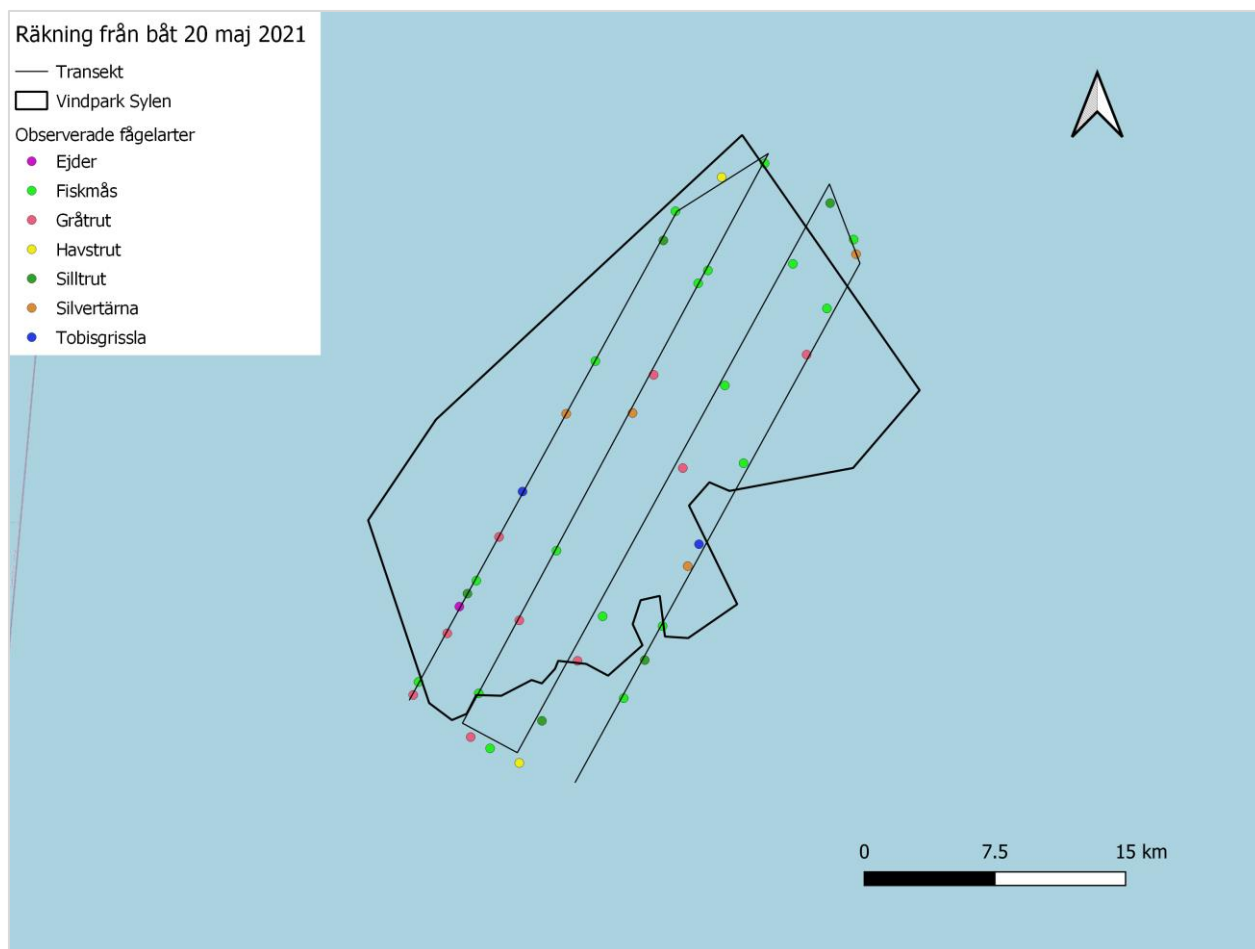 Räkning från båt 20 maj 2021
Transekt
Vindpark Sylen
Observerade fågelarter
Ejder
Fiskmås
Gråtrut
Havstrut
Silltrut
Silvertärna
Tobisgrissla
0 7.5 15 km